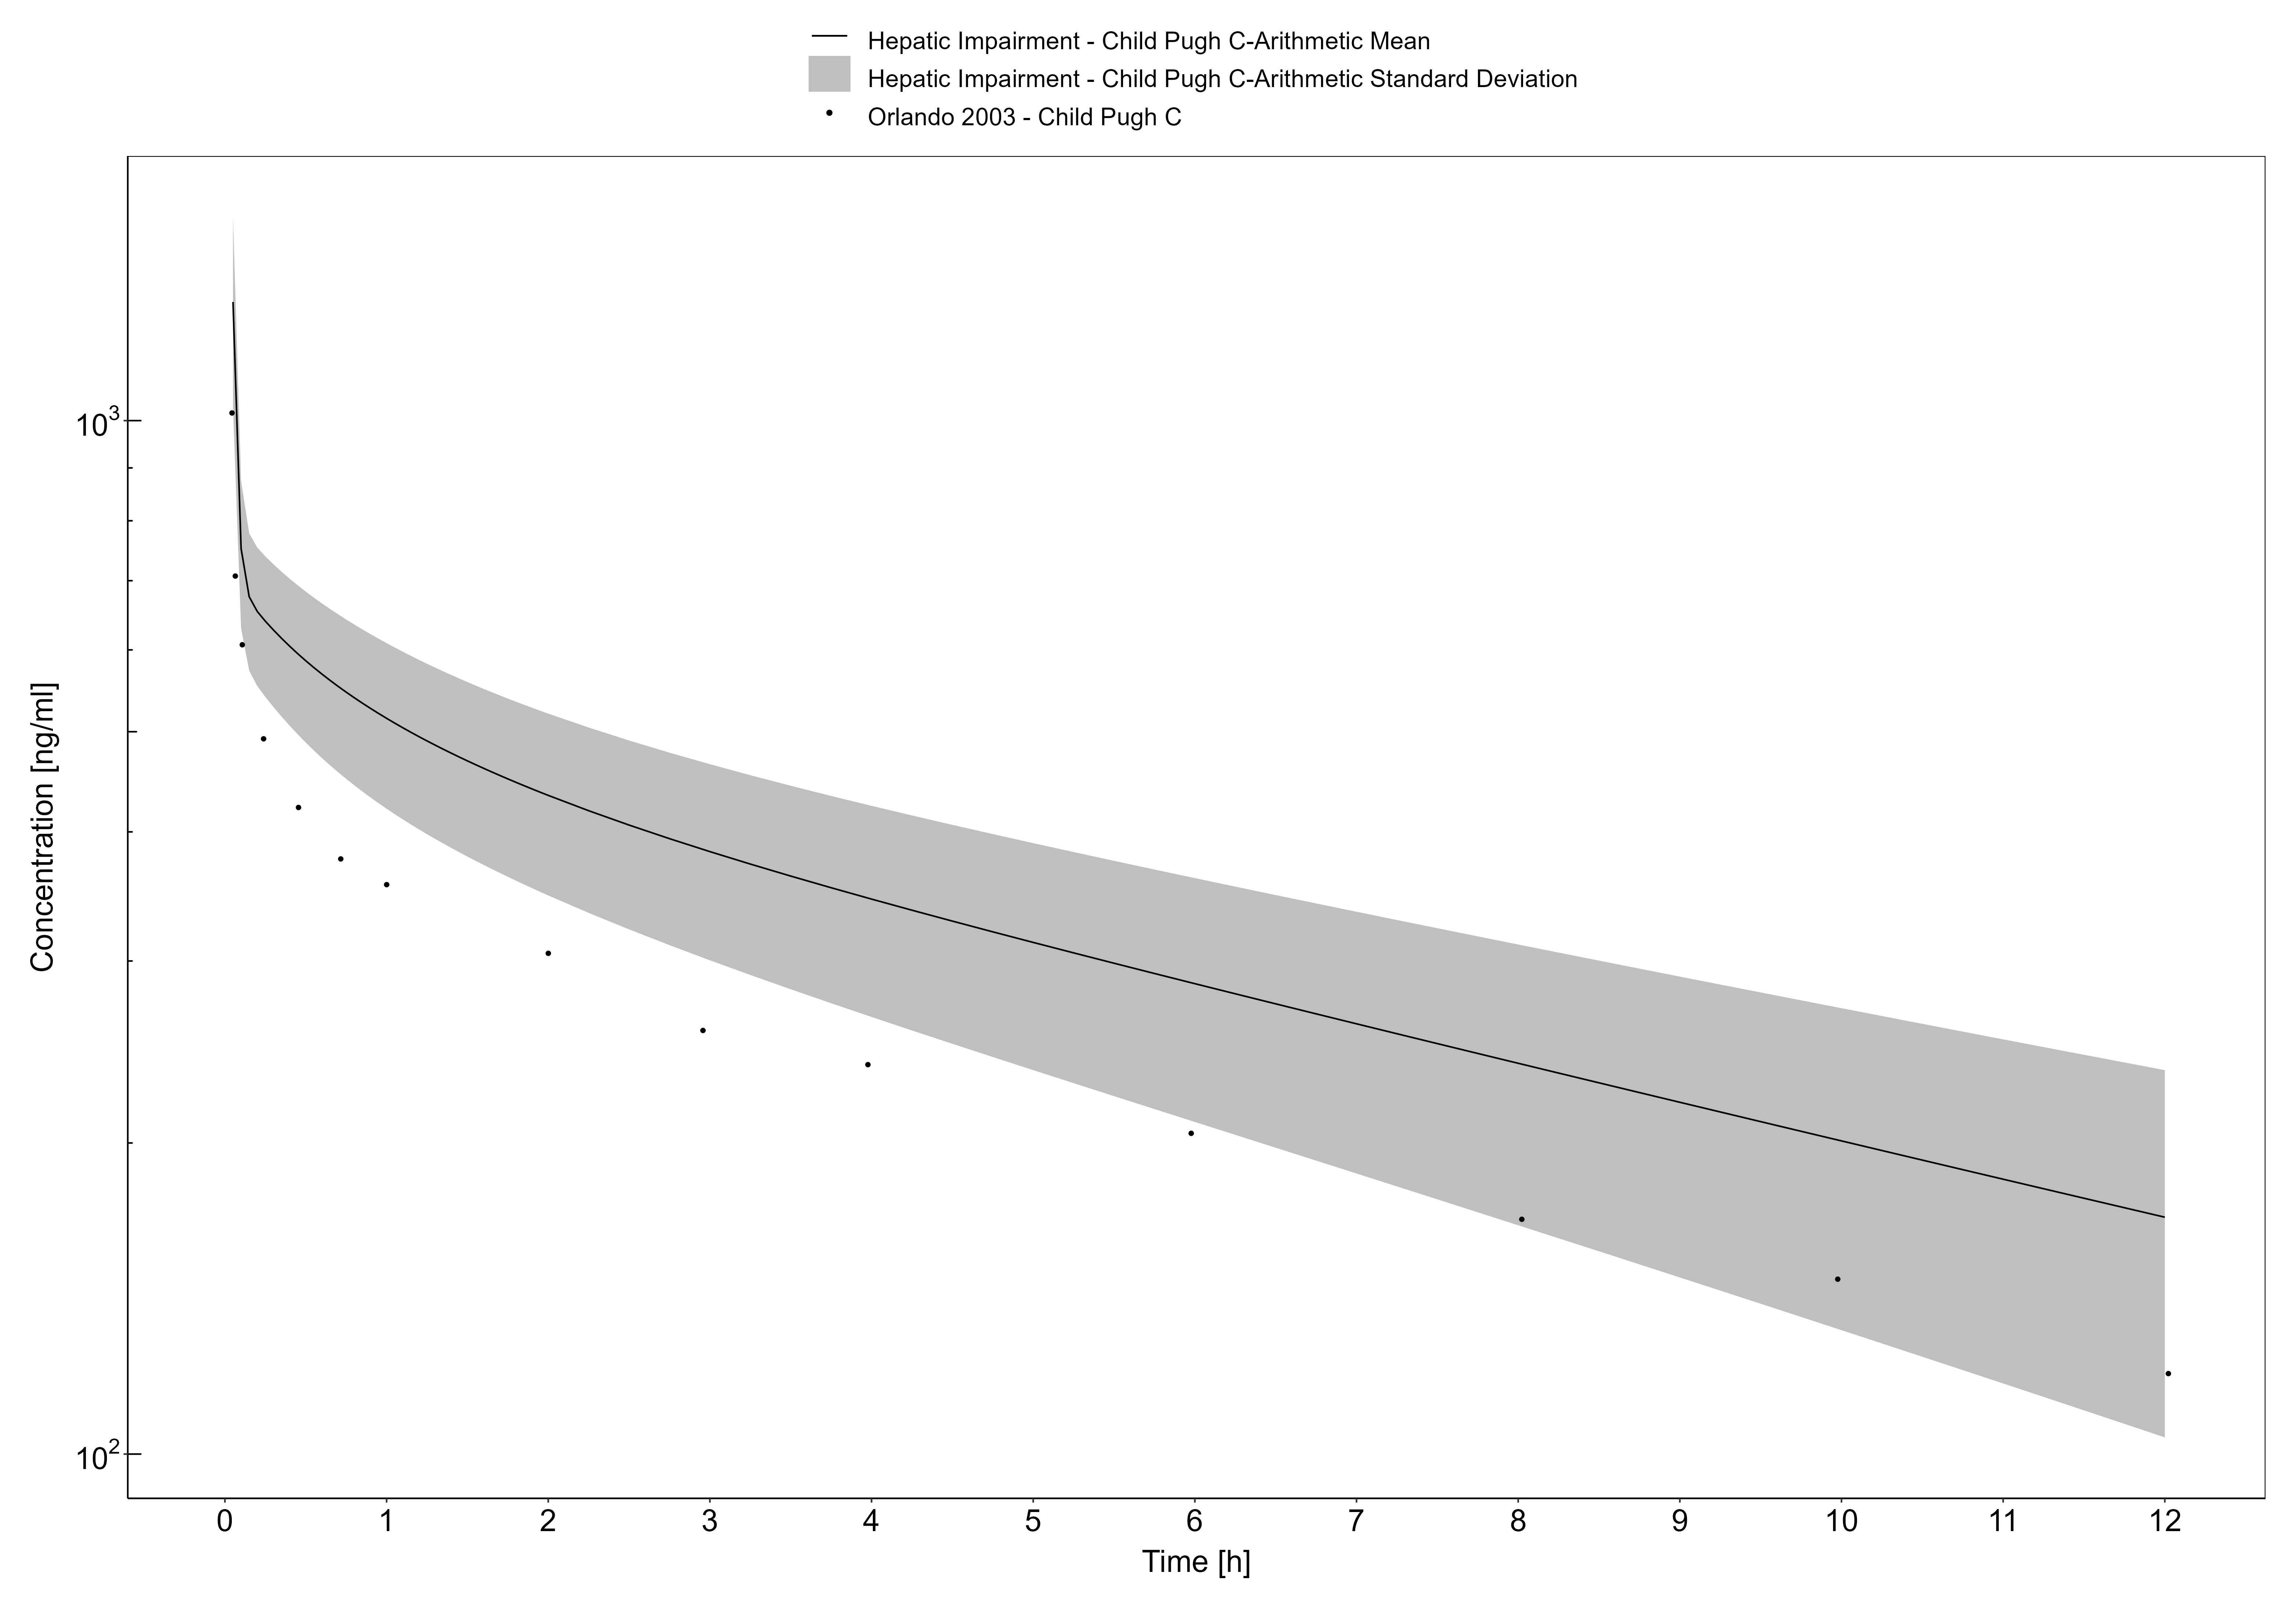 Hepatic Impairment - Child Pugh C-Arithmetic Mean
Hepatic Impairment - Child Pugh C-Arithmetic Standard Deviation
Orlando 2003 - Child Pugh C
10³
10²
Concentration [ng/ml]
0 1 2 3 4 5 6 7 8 9 10 11 12
Time [h]